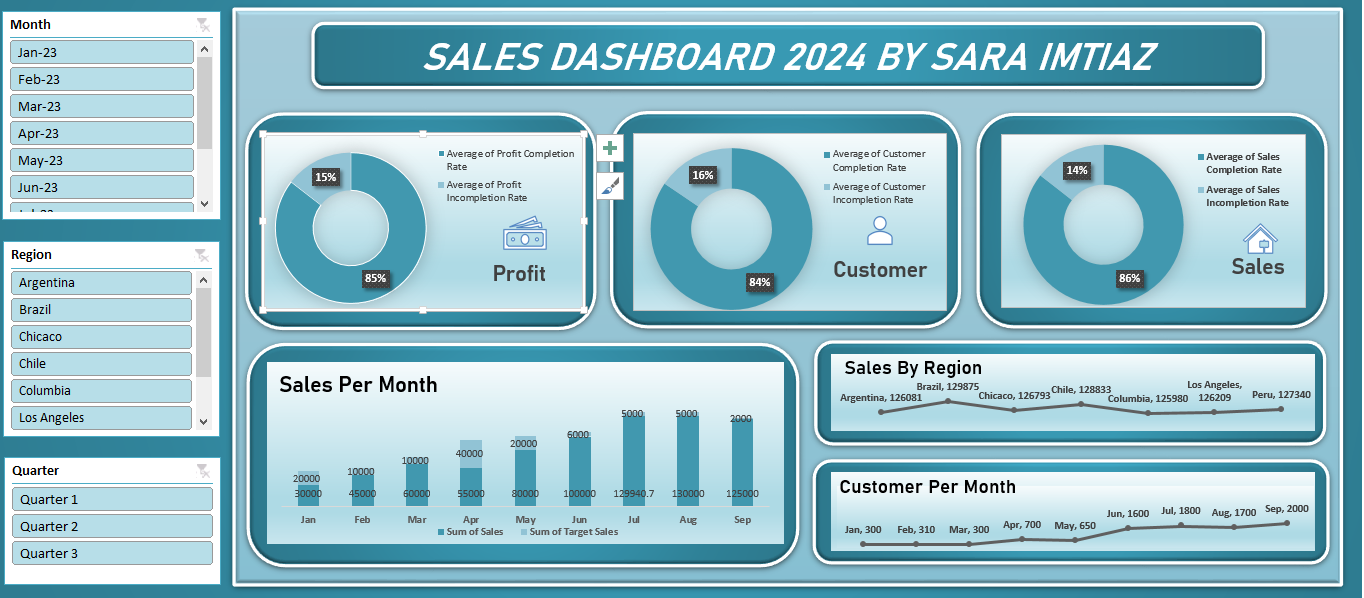 Month
Jan-23
Feb-23
Mar-23
Apr-23
May-23
Jun-23
Region
Argentina
Brazil
Chicaco
Chile
Columbia
Los Angeles
Quarter
Quarter 1
Quarter 2
Quarter 3
SALES DASHBOARD 2024 BY SARA IMTIAZ
15%
85%
Average of Profit Completion
Rate
Average of Profit
Incompletion Rate
Profit
16%
84%
Average of Customer
Completion Rate
Average of Customer
Incompletion Rate
Customer
14%
86%
Average of Sales
Completion Rate
Average of Sales
Incompletion Rate
Sales
Sales Per Month
20000 10000 10000 40000 20000 6000 5000 5000 2000
30000 45000 60000 55000 80000 100000 129940.7 130000 125000
Jan Feb Mar Apr May Jun Jul Aug Sep
Sum of Sales Sum of Target Sales
Sales By Region
Argentina, 126081
Brazil, 129875
Chicaco, 126793
Chile, 128833
Columbia, 125980
Los Angeles,
126209
Peru, 127340
Customer Per Month
Jan, 300
Feb, 310
Mar, 300
Apr, 700
May, 650
Jun, 1600
Jul, 1800
Aug, 1700
Sep, 2000